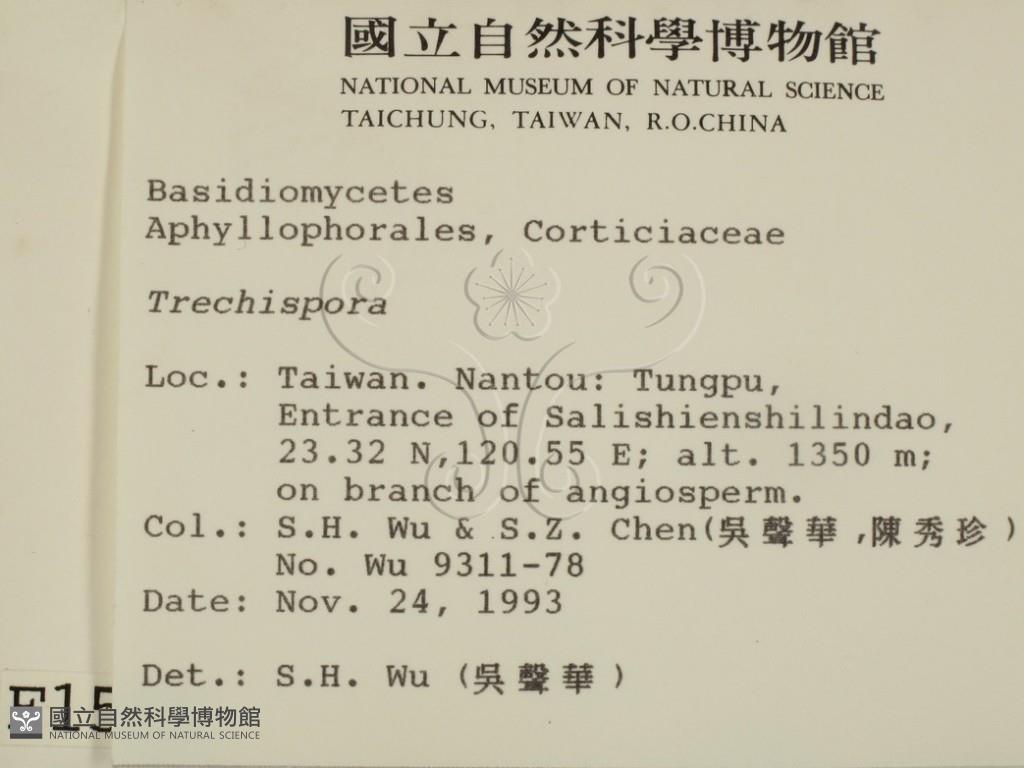 國立自然科學博物館
NATIONAL MUSEUM OF NATURAL SCIENCE
TAICHUNG, TAIWAN, R.O.CHINA
Basidiomycetes
Aphyllophorales, Corticiaceae
Trechispora
Loc.: Taiwan. Nantou: Tungpu,
Entrance of Salishienshilindao,
23.32 N,120.55 E; alt. 1350 m;
on branch of angiosperm.
Col.: S.H. Wu & S.Z. Chen(吳聲華,陳秀珍)
No. Wu 9311-78
Date: Nov. 24, 1993
Det.: S.H. Wu (吳聲華)
F15
國立自然科學博物館
NATIONAL MUSEUM OF NATURAL SCIENCE